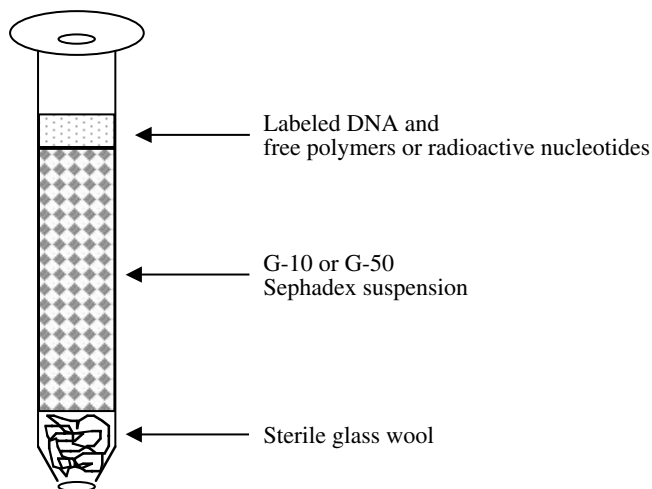 Labeled DNA and
free polymers or radioactive nucleotides
G-10 or G-50
Sephadex suspension
Sterile glass wool